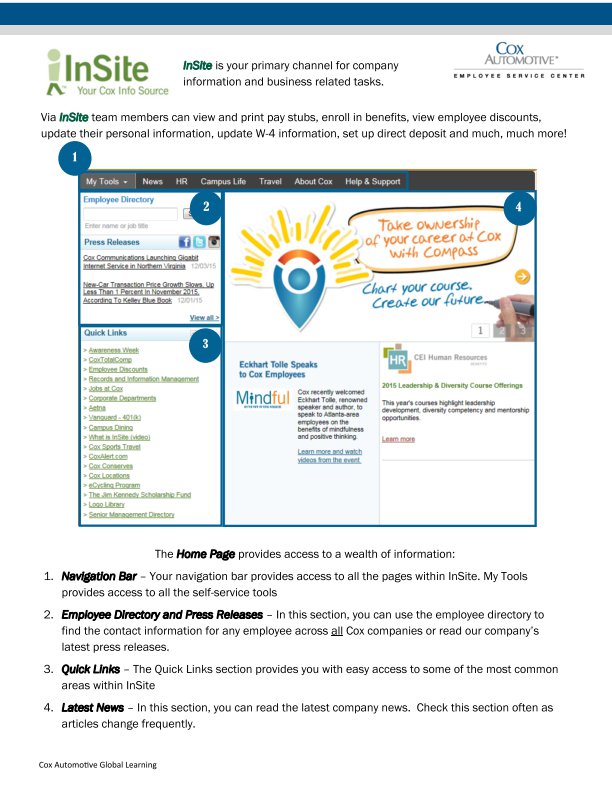 InSite
Your Cox Info Source
InSite is your primary channel for company
information and business related tasks.
COX
AUTOMOTIVE
EMPLOYEE SERVICE CENTER
Via InSite team members can view and print pay stubs, enroll in benefits, view employee discounts,
update their personal information, update W-4 information, set up direct deposit and much, much more!
1
My Tools News HR Campus Life Travel About Cox Help & Support
Employee Directory
2
Enter name or job title
Press Releases
Cox Communications Launching Gigabit
Internet Service in Northern Virginia 12/03/15
New-Car Transaction Price Growth Slows, Up
Less Than 1 Percent In November 2015,
According To Kelley Blue Book 12/01/15
View all >
3
Quick Links
> Awareness Week
> CoxTotalComp
> Employee Discounts
> Records and Information Management
> Jobs at Cox
> Corporate Departments
> Aetna
> Vanguard - 401(k)
> Campus Dining
> What is InSite (video)
> Cox Sports Travel
> CoxAlert.com
> Cox Conserves
> Cox Locations
> eCycling Program
> The Jim Kennedy Scholarship Fund
> Logo Library
> Senior Management Directory
4
Take ownership
of your career at Cox
with Compass
Chart your course.
Create our future.
1 2 3
Eckhart Tolle Speaks
to Cox Employees
Mindful
Cox recently welcomed
Eckhart Tolle, renowned
speaker and author, to
speak to Atlanta-area
employees on the
benefits of mindfulness
and positive thinking.
Learn more and watch
videos from the event.
HR
CEI Human Resources
BENEFITS
2015 Leadership & Diversity Course Offerings
This year's courses highlight leadership
development, diversity competency and mentorship
opportunities.
Learn more
The Home Page provides access to a wealth of information:
1. Navigation Bar – Your navigation bar provides access to all the pages within InSite. My Tools
provides access to all the self-service tools
2. Employee Directory and Press Releases – In this section, you can use the employee directory to
find the contact information for any employee across all Cox companies or read our company's
latest press releases.
3. Quick Links – The Quick Links section provides you with easy access to some of the most common
areas within InSite
4. Latest News – In this section, you can read the latest company news. Check this section often as
articles change frequently.
Cox Automotive Global Learning